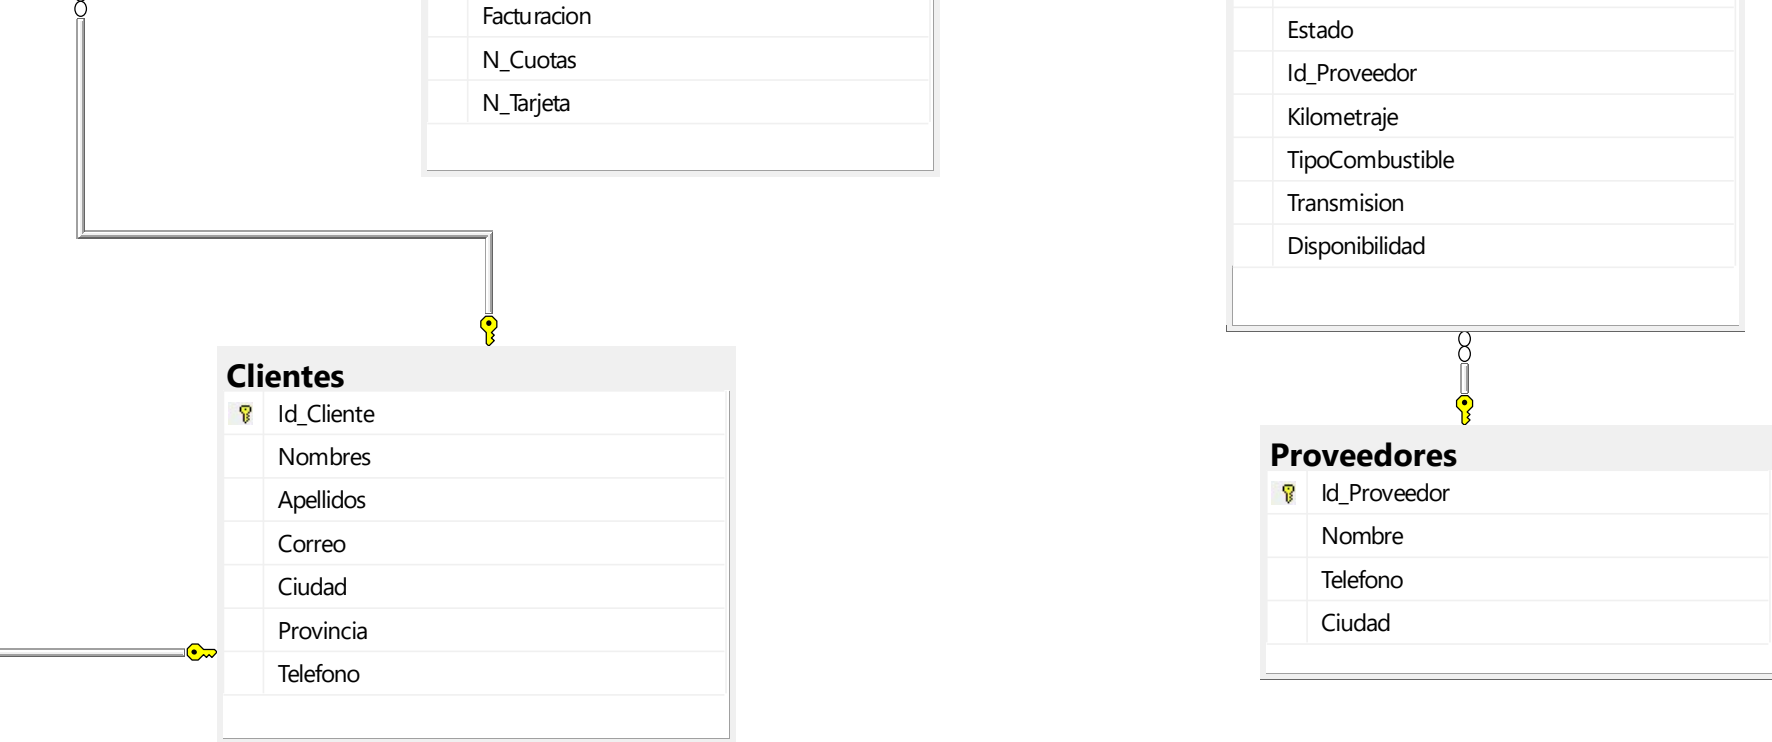 Facturacion
N_Cuotas
N_Tarjeta
Estado
Id_Proveedor
Kilometraje
TipoCombustible
Transmision
Disponibilidad
Clientes
Id_Cliente
Nombres
Apellidos
Correo
Ciudad
Provincia
Telefono
Proveedores
Id_Proveedor
Nombre
Telefono
Ciudad